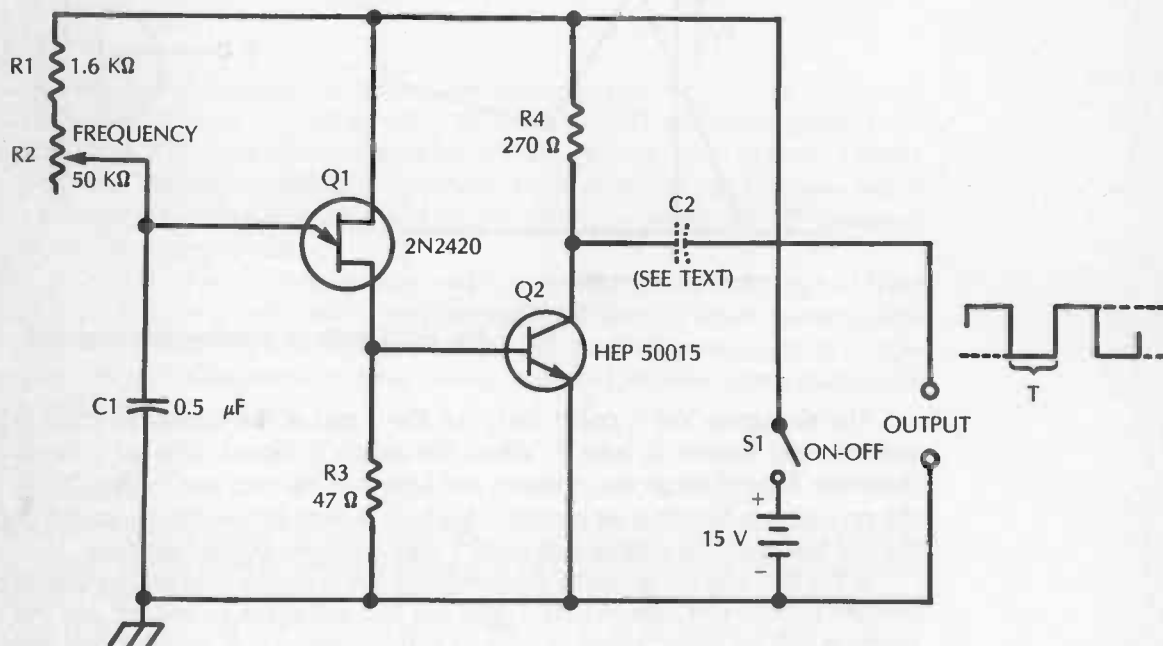 R1 1.6 KΩ
FREQUENCY
R2
50 KΩ
Q1
2N2420
R4
270 Ω
C2
(SEE TEXT)
Q2
HEP 50015
C1 0.5 μF
R3
47 Ω
T
S1 ON-OFF
OUTPUT
+
15 V
−